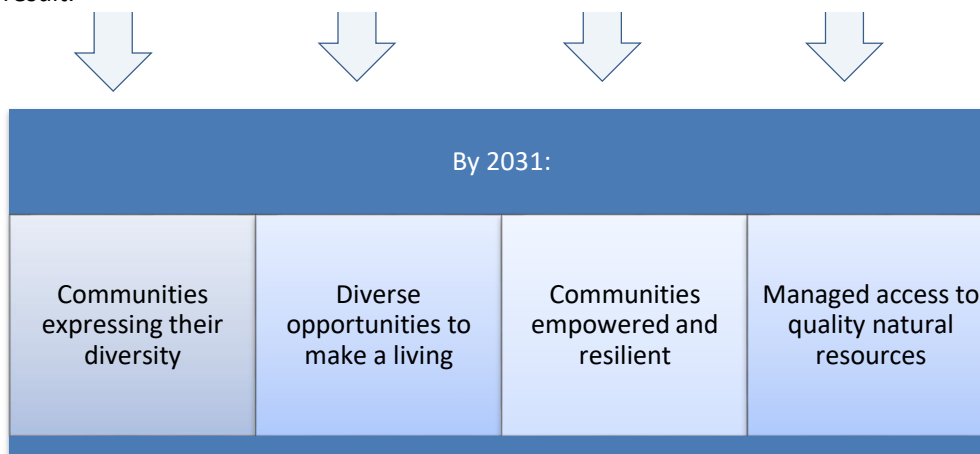 result.
By 2031:
Communities
expressing their
diversity
Diverse
opportunities to
make a living
Communities
empowered and
resilient
Managed access to
quality natural
resources